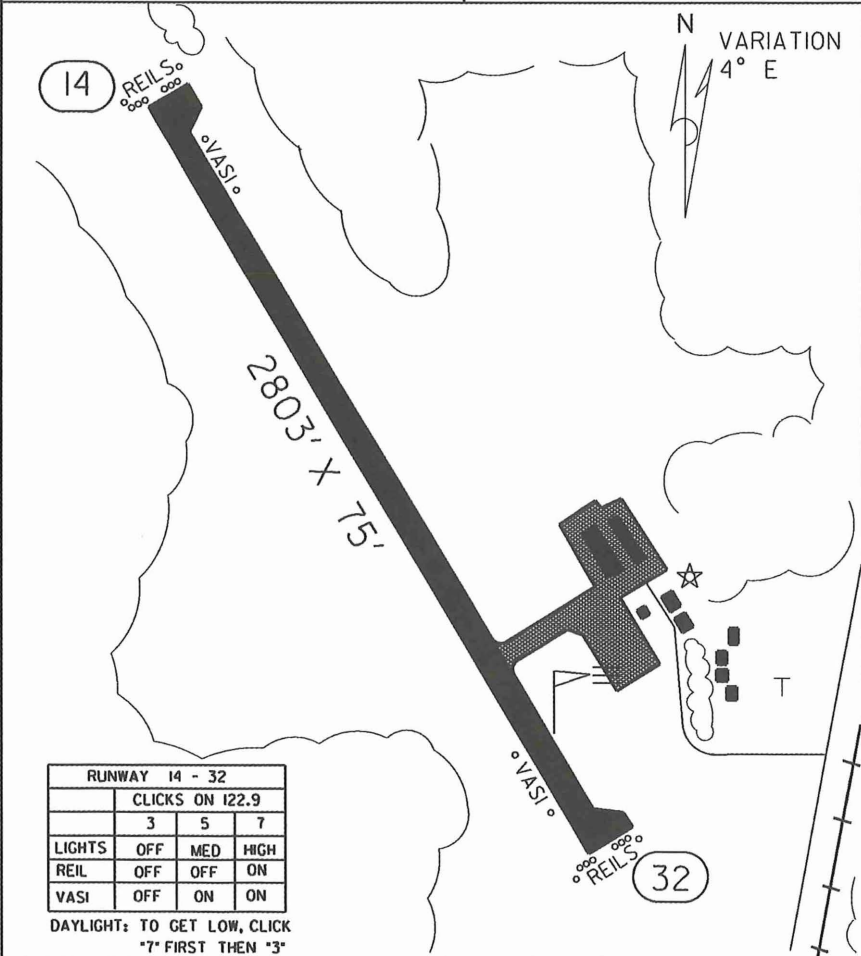 N
VARIATION
4° E
14
REILS
VASI
2803' X 75'
T
VASI
REILS
32
RUNWAY 14 - 32
CLICKS ON 122.9
3 5 7
LIGHTS OFF MED HIGH
REIL OFF OFF ON
VASI OFF ON ON
DAYLIGHT: TO GET LOW, CLICK
"7" FIRST THEN "3"